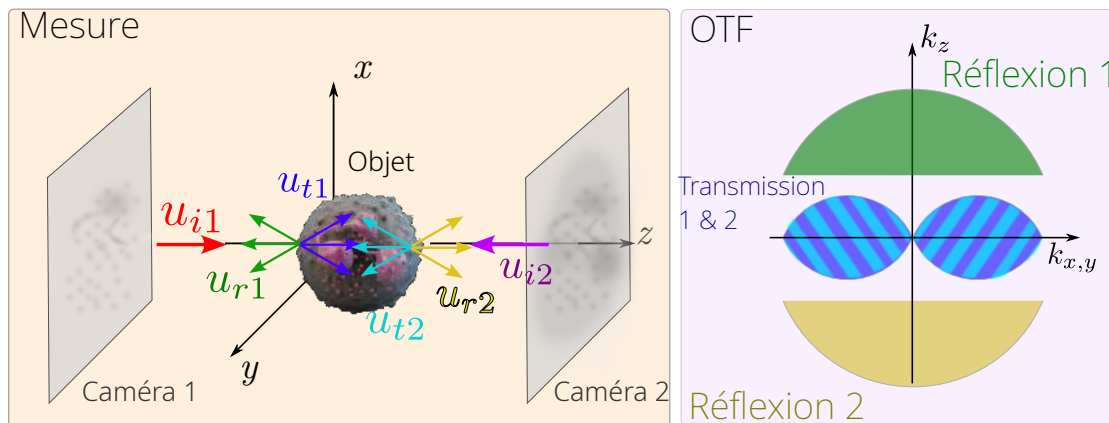 Mesure
x
Objet
u_{t1}
u_{i1}
z
u_{i2}
u_{r1}
u_{r2}
u_{t2}
y
Caméra 1
Caméra 2
OTF
k_z
Réflexion 1
Transmission
1 & 2
k_{x,y}
Réflexion 2